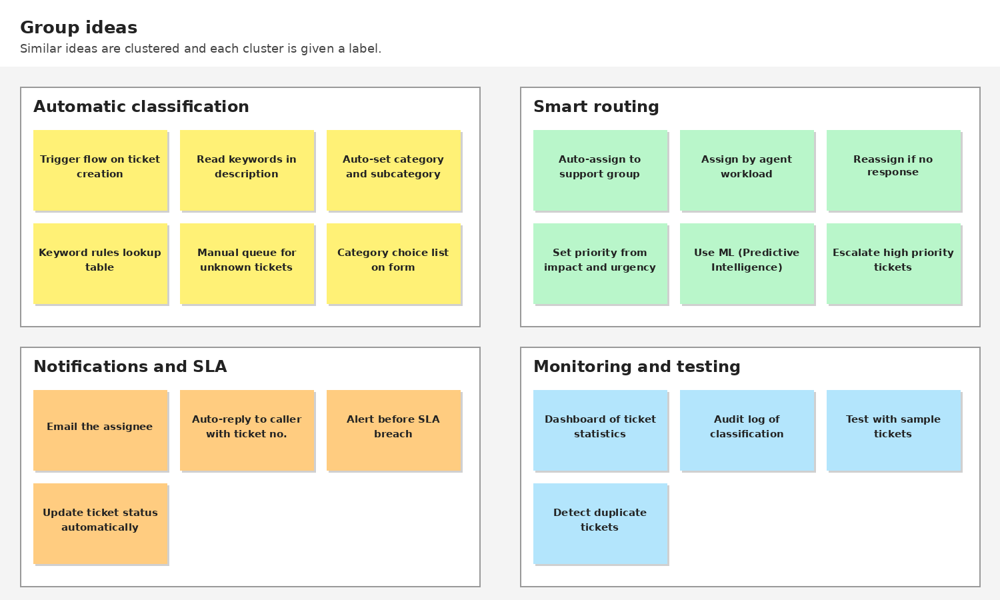 Group ideas
Similar ideas are clustered and each cluster is given a label.
Automatic classification
Trigger flow on ticket
creation
Read keywords in
description
Auto-set category
and subcategory
Keyword rules lookup
table
Manual queue for
unknown tickets
Category choice list
on form
Smart routing
Auto-assign to
support group
Assign by agent
workload
Reassign if no
response
Set priority from
impact and urgency
Use ML (Predictive
Intelligence)
Escalate high priority
tickets
Notifications and SLA
Email the assignee
Auto-reply to caller
with ticket no.
Alert before SLA
breach
Update ticket status
automatically
Monitoring and testing
Dashboard of ticket
statistics
Audit log of
classification
Test with sample
tickets
Detect duplicate
tickets